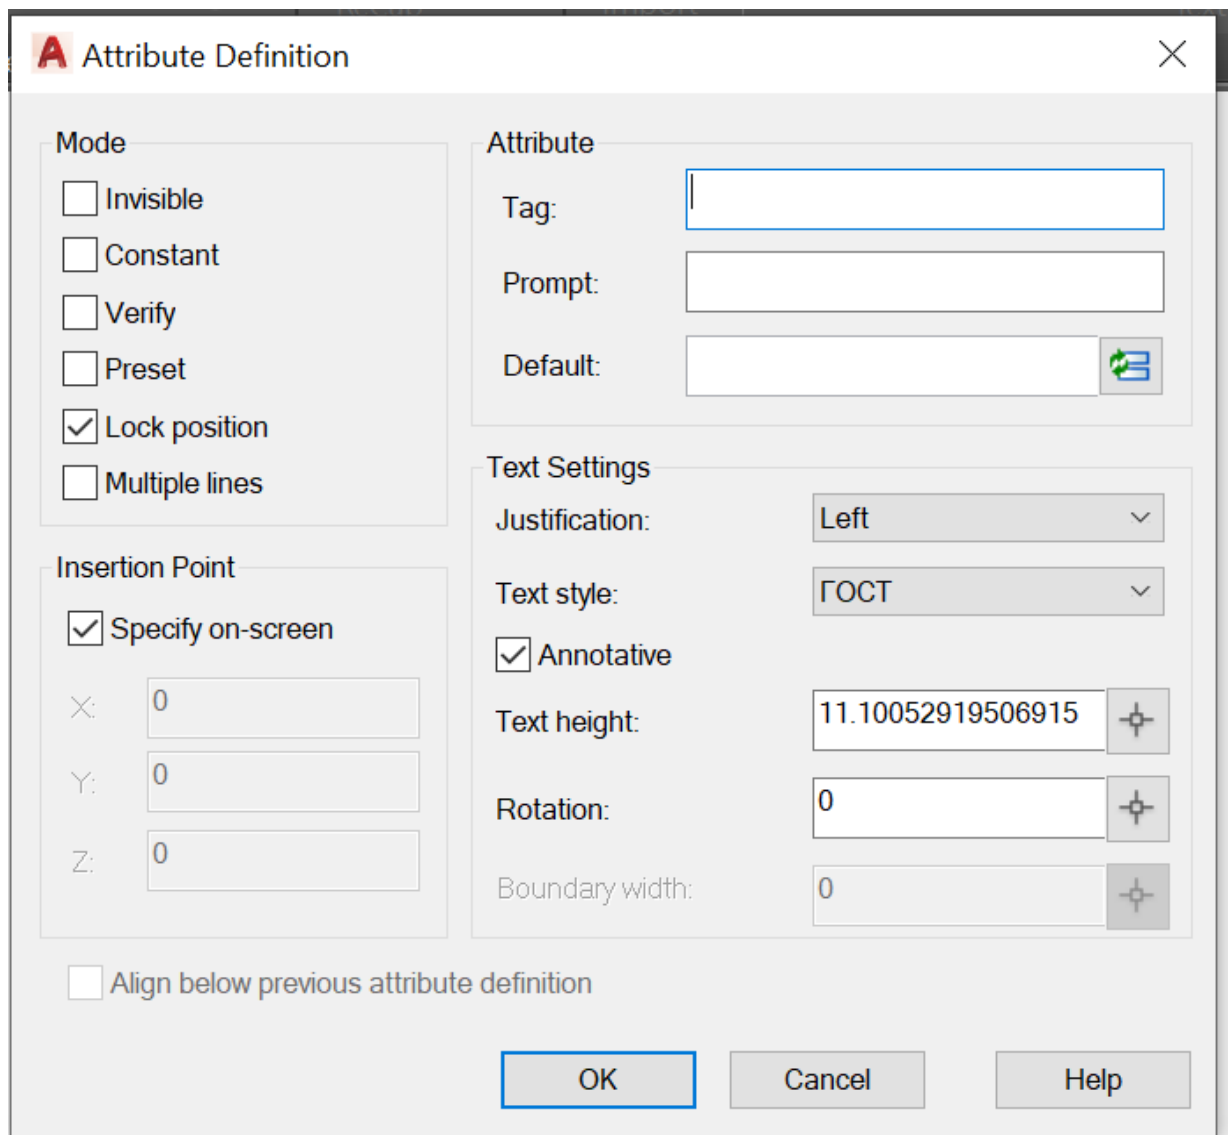 Attribute Definition
Mode
Invisible
Constant
Verify
Preset
Lock position
Multiple lines
Insertion Point
Specify on-screen
X: 0
Y: 0
Z: 0
Attribute
Tag:
Prompt:
Default:
Text Settings
Justification: Left
Text style: ГОСТ
Annotative
Text height: 11.10052919506915
Rotation: 0
Boundary width: 0
Align below previous attribute definition
OK Cancel Help